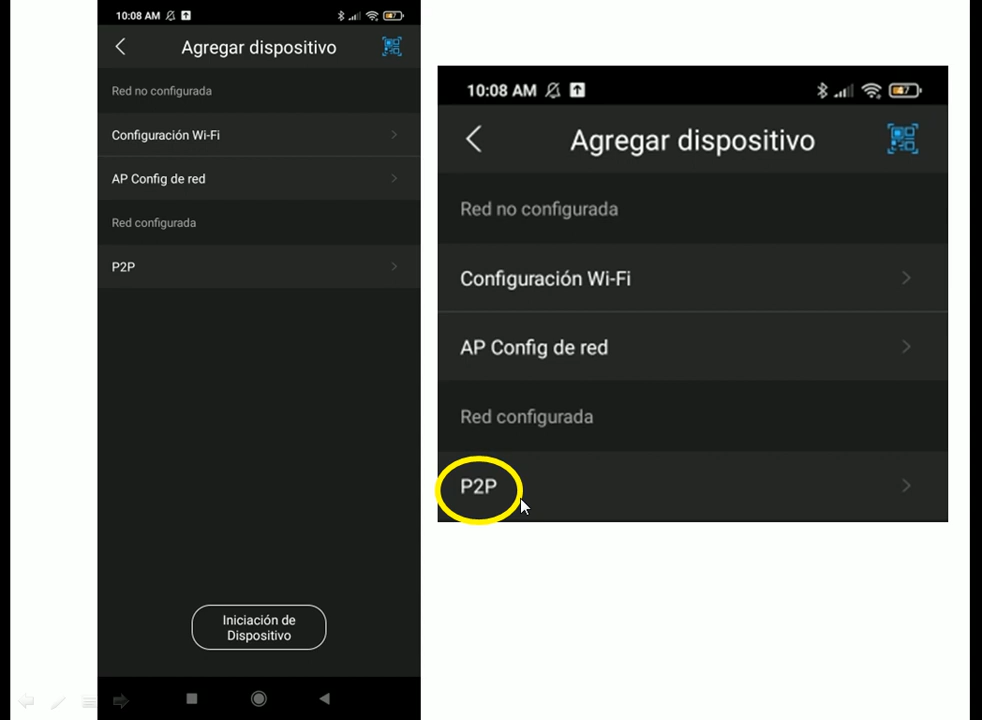 10:08 AM
47
Agregar dispositivo
Red no configurada
Configuración Wi-Fi
AP Config de red
Red configurada
P2P
Iniciación de
Dispositivo
10:08 AM
47
Agregar dispositivo
Red no configurada
Configuración Wi-Fi
AP Config de red
Red configurada
P2P